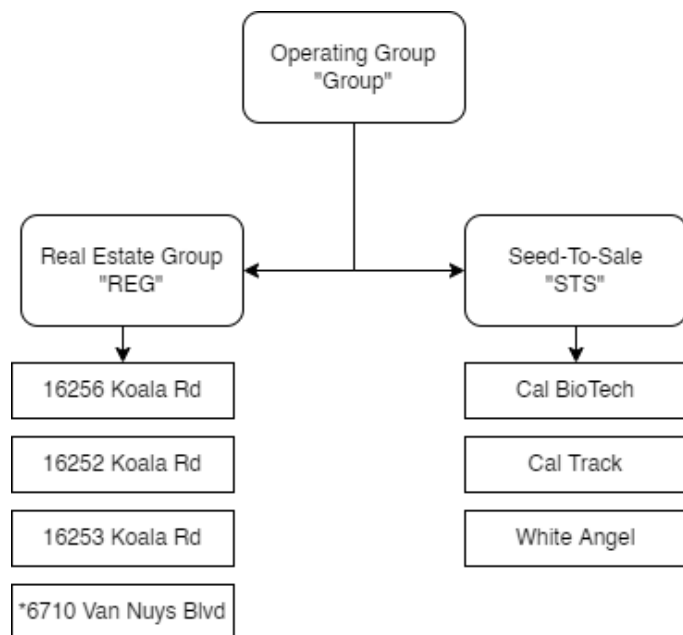 Operating Group
"Group"
Real Estate Group
"REG"
Seed-To-Sale
"STS"
16256 Koala Rd
16252 Koala Rd
16253 Koala Rd
*6710 Van Nuys Blvd
Cal BioTech
Cal Track
White Angel